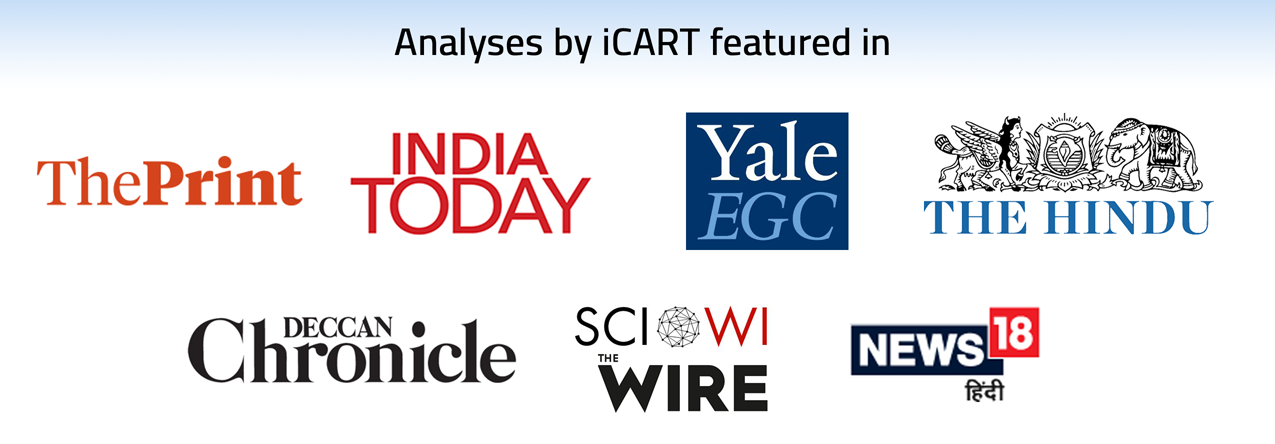 Analyses by iCART featured in
ThePrint
INDIA
TODAY
Yale
EGC
THE HINDU
DECCAN
Chronicle
SCI WI
THE
WIRE
NEWS 18
हिंदी